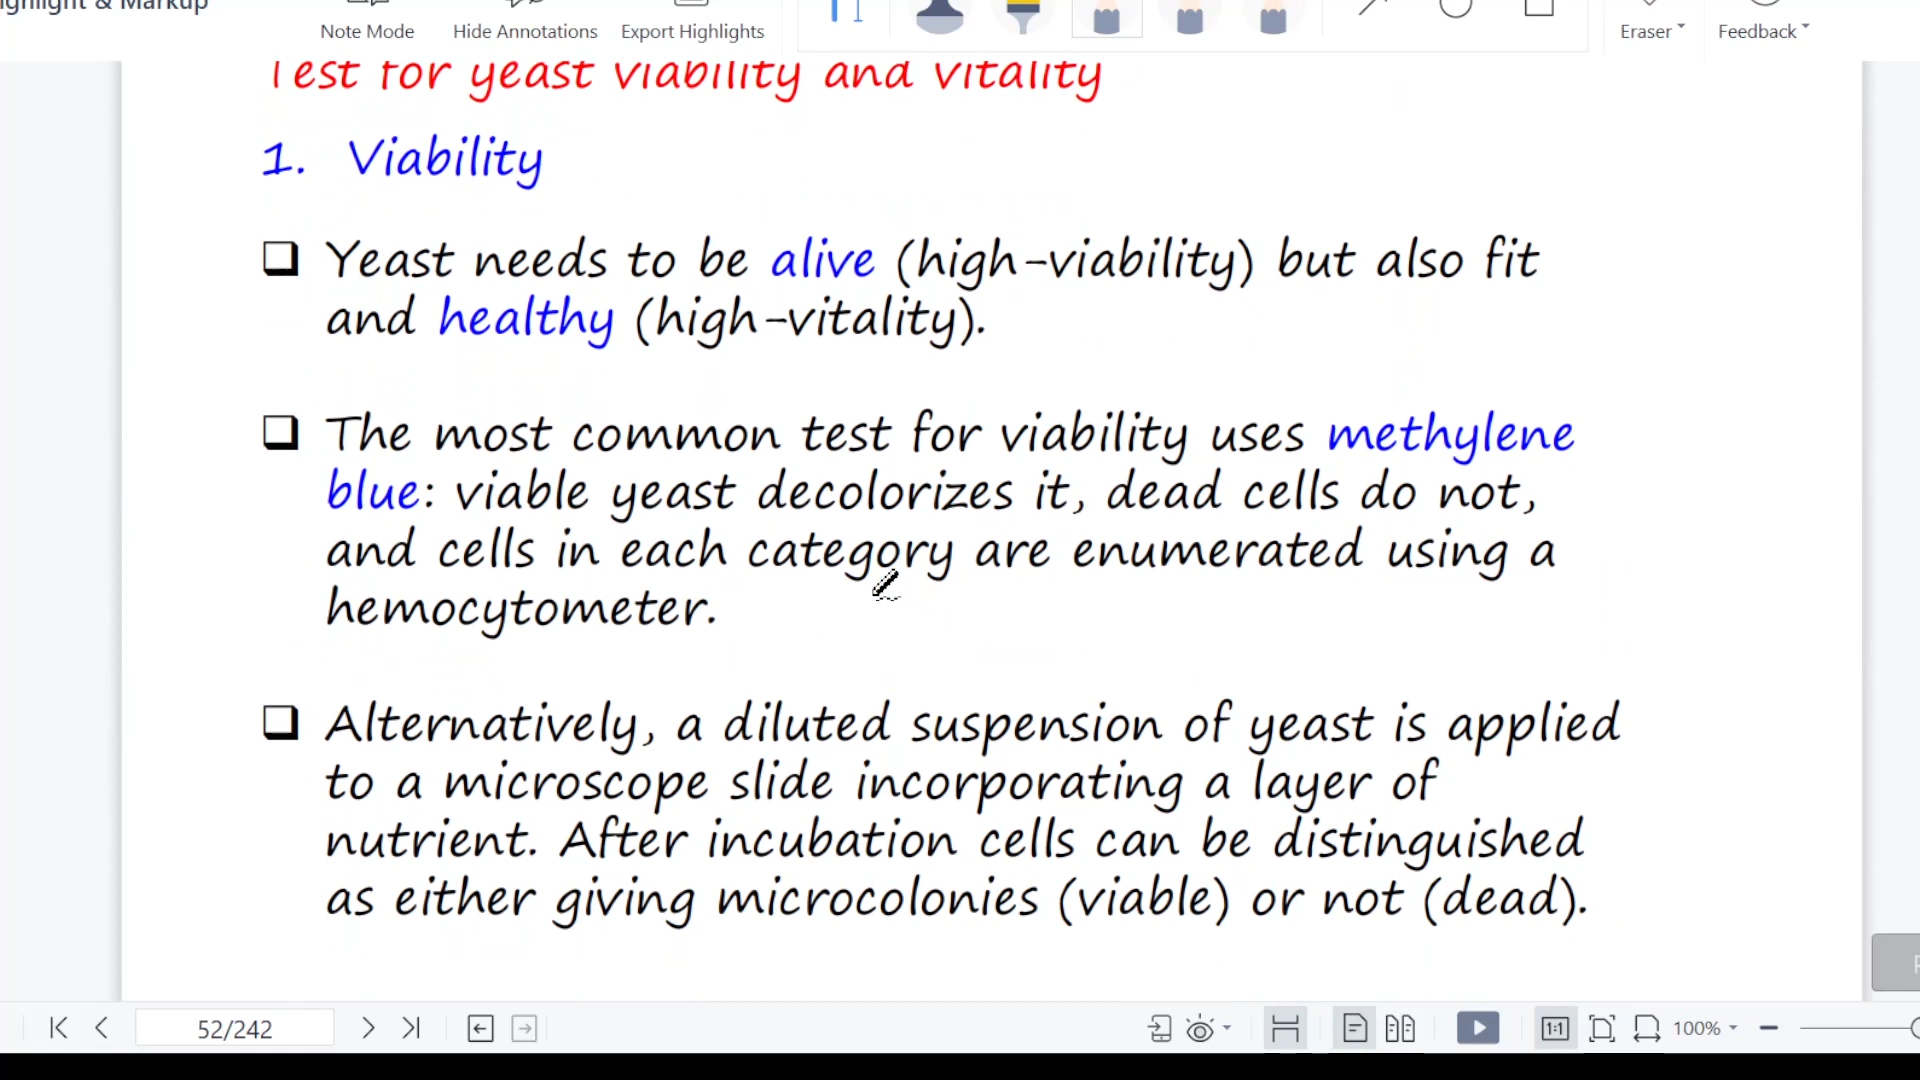 Highlight & Markup
Note Mode
Hide Annotations
Export Highlights
Eraser
Feedback
Test for yeast viability and vitality
1. Viability
❑ Yeast needs to be alive (high-viability) but also fit
and healthy (high-vitality).
❑ The most common test for viability uses methylene
blue: viable yeast decolorizes it, dead cells do not,
and cells in each category are enumerated using a
hemocytometer.
❑ Alternatively, a diluted suspension of yeast is applied
to a microscope slide incorporating a layer of
nutrient. After incubation cells can be distinguished
as either giving microcolonies (viable) or not (dead).
52/242
1:1
100%